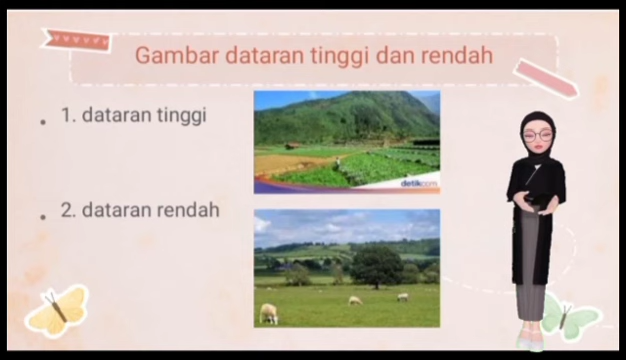 Gambar dataran tinggi dan rendah
1. dataran tinggi
detikcom
2. dataran rendah